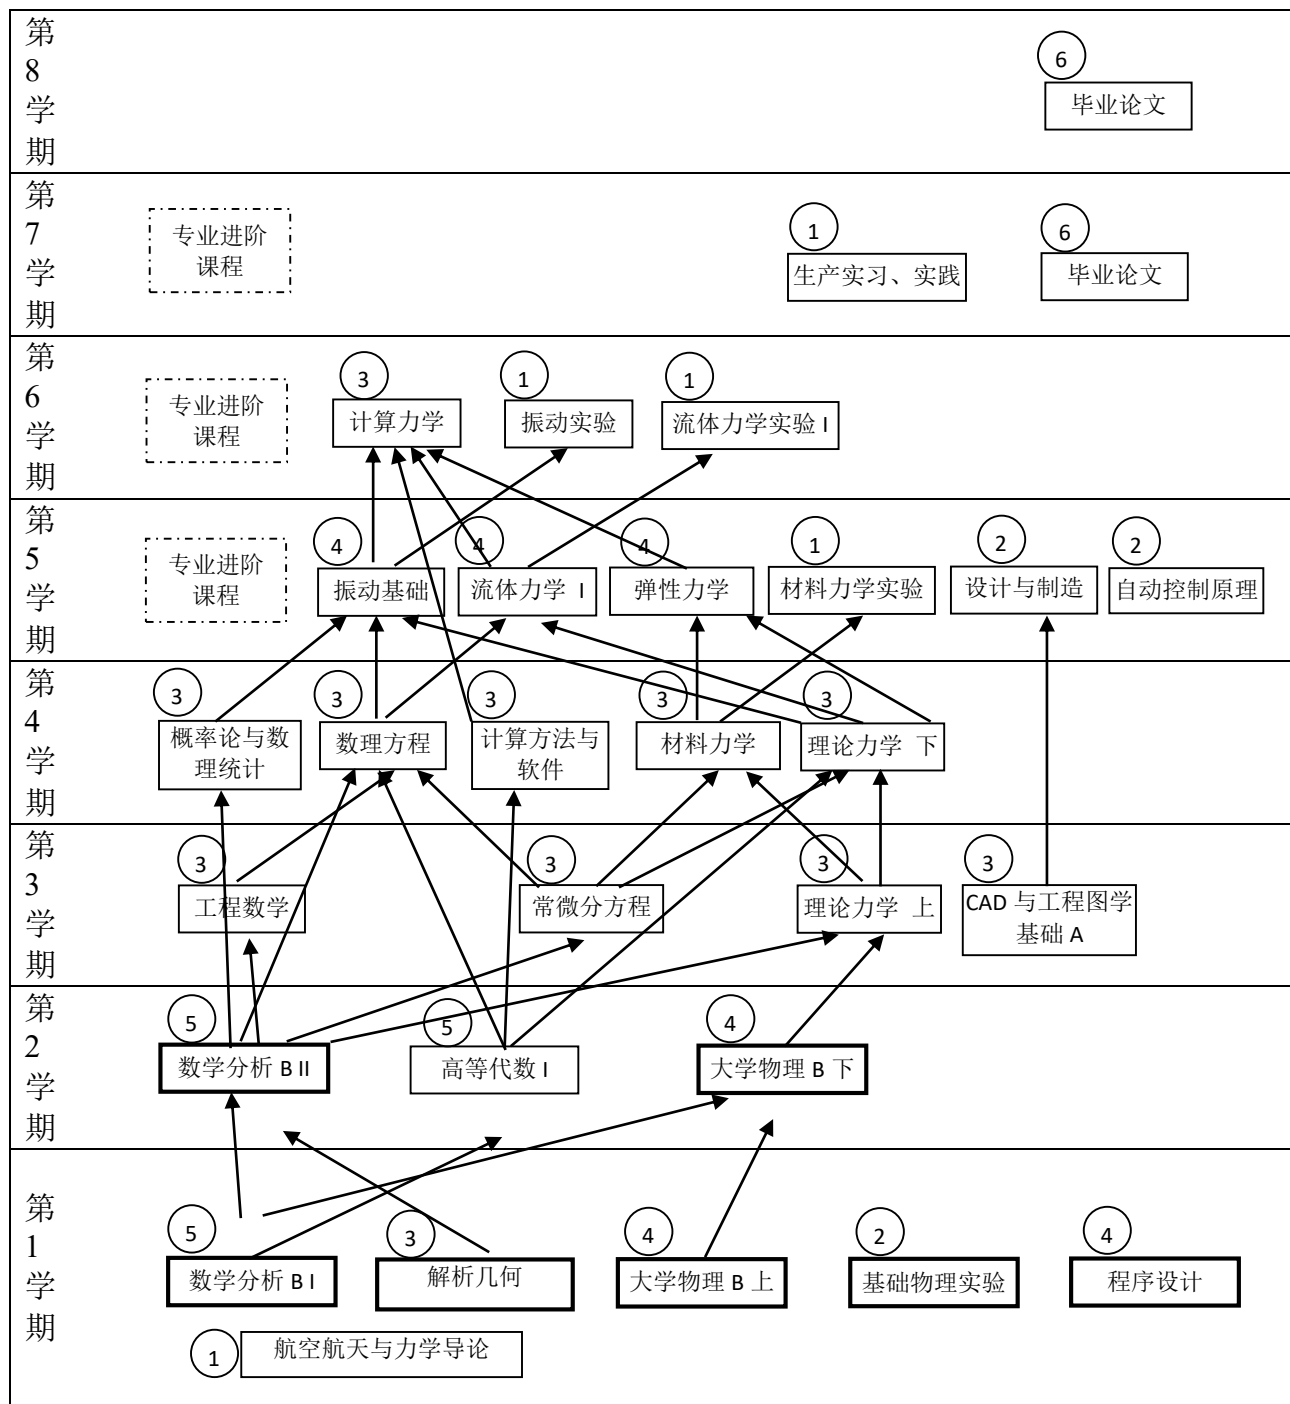 第
8
学
期
6
毕业论文
第
7
学
期
专业进阶
课程
1
生产实习、实践
6
毕业论文
第
6
学
期
专业进阶
课程
3
计算力学
1
振动实验
1
流体力学实验 I
第
5
学
期
专业进阶
课程
4
振动基础
4
流体力学 I
4
弹性力学
1
材料力学实验
2
设计与制造
2
自动控制原理
第
4
学
期
3
概率论与数
理统计
3
数理方程
3
计算方法与
软件
3
材料力学
3
理论力学 下
第
3
学
期
3
工程数学
3
常微分方程
3
理论力学 上
3
CAD 与工程图学
基础 A
第
2
学
期
5
数学分析 B II
5
高等代数 I
4
大学物理 B 下
第
1
学
期
5
数学分析 B I
3
解析几何
4
大学物理 B 上
2
基础物理实验
4
程序设计
1
航空航天与力学导论